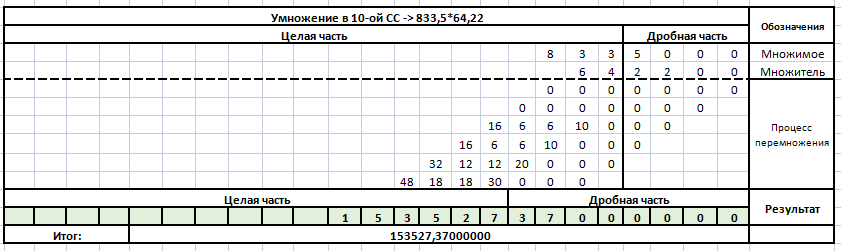 Умножение в 10-ой СС -> 833,5*64,22 Обозначения
Целая часть Дробная часть
8 3 3 5 0 0 0 Множимое
6 4 2 2 0 0 Множитель
0 0 0 0 0 0 0 Процесс перемножения
0 0 0 0 0 0 0
16 6 6 10 0 0 0
16 6 6 10 0 0 0
32 12 12 20 0 0 0
48 18 18 30 0 0 0
Целая часть Дробная часть Результат
1 5 3 5 2 7 3 7 0 0 0 0 0 0
Итог: 153527,37000000